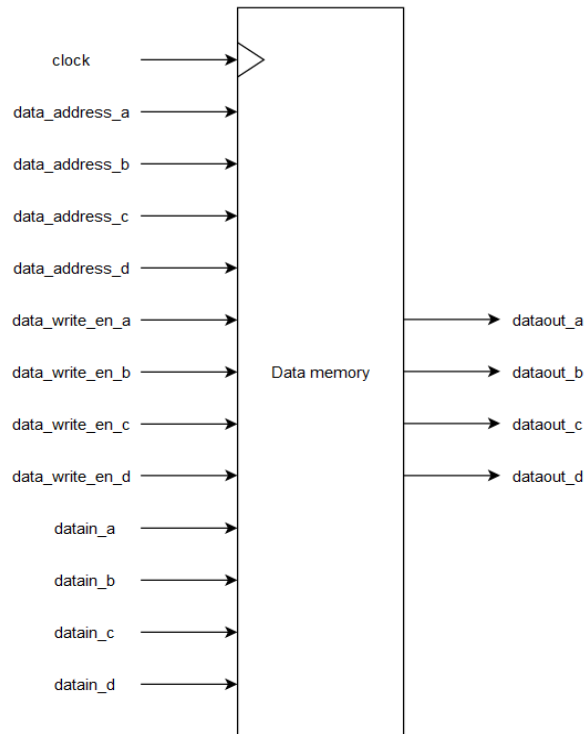 clock
data_address_a
data_address_b
data_address_c
data_address_d
data_write_en_a
data_write_en_b
data_write_en_c
data_write_en_d
datain_a
datain_b
datain_c
datain_d
Data memory
dataout_a
dataout_b
dataout_c
dataout_d